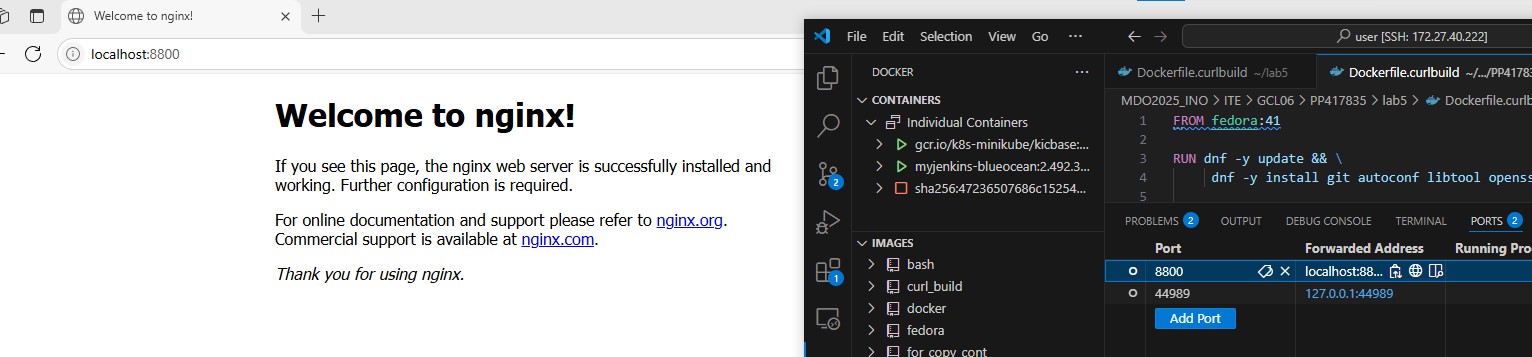 Welcome to nginx!
localhost:8800
Welcome to nginx!
If you see this page, the nginx web server is successfully installed and
working. Further configuration is required.
For online documentation and support please refer to nginx.org.
Commercial support is available at nginx.com.
Thank you for using nginx.
File Edit Selection View Go ···
user [SSH: 172.27.40.222]
DOCKER ···
CONTAINERS
Individual Containers
gcr.io/k8s-minikube/kicbase:...
myjenkins-blueocean:2.492.3...
sha256:47236507686c15254...
IMAGES
bash
curl_build
docker
fedora
for_copy_cont
2
1
Dockerfile.curlbuild ~/lab5
Dockerfile.curlbuild ~/.../PP41783
MDO2025_INO > ITE > GCL06 > PP417835 > lab5 > Dockerfile.curlb
1 FROM fedora:41
2
3 RUN dnf -y update && \
4 dnf -y install git autoconf libtool openss
5
PROBLEMS 2 OUTPUT DEBUG CONSOLE TERMINAL PORTS 2
Port Forwarded Address Running Pro
8800 localhost:88...
44989 127.0.0.1:44989
Add Port